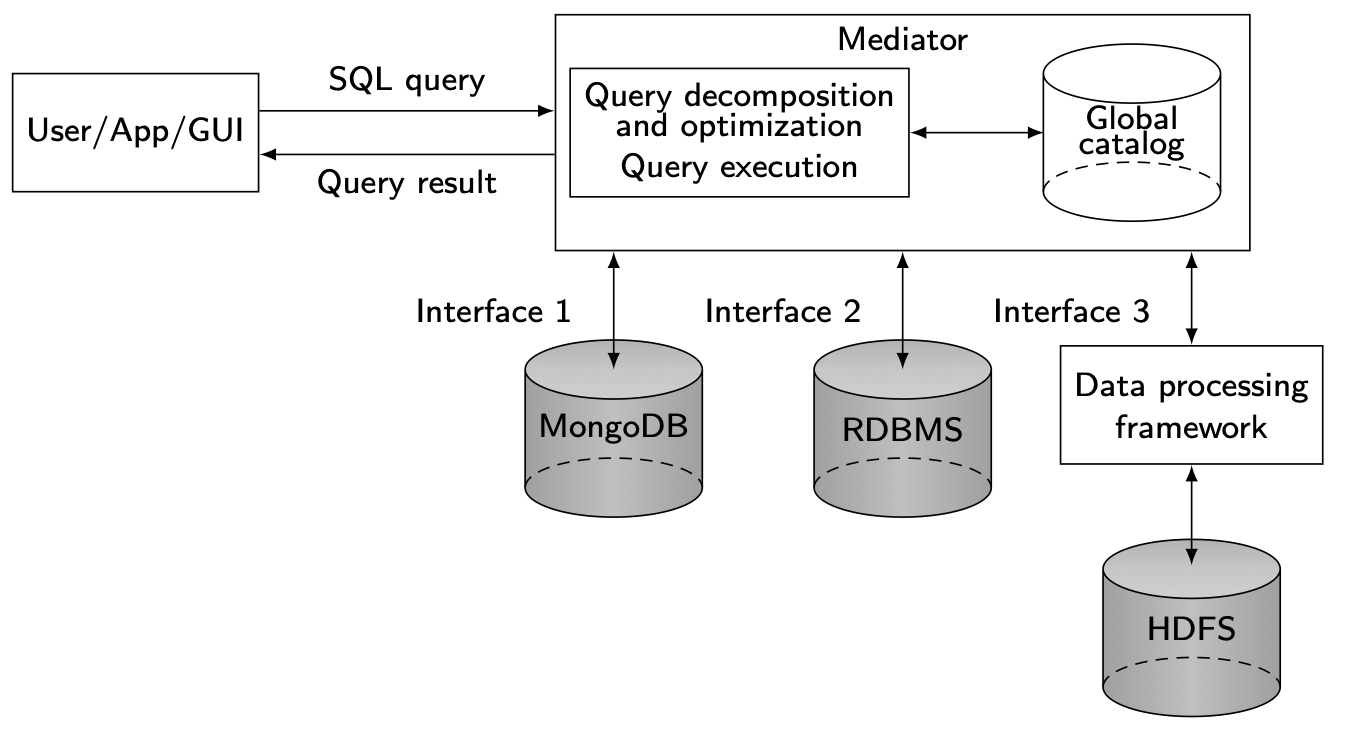 Mediator
SQL query
User/App/GUI
Query result
Query decomposition
and optimization
Query execution
Global
catalog
Interface 1
Interface 2
Interface 3
MongoDB
RDBMS
Data processing
framework
HDFS